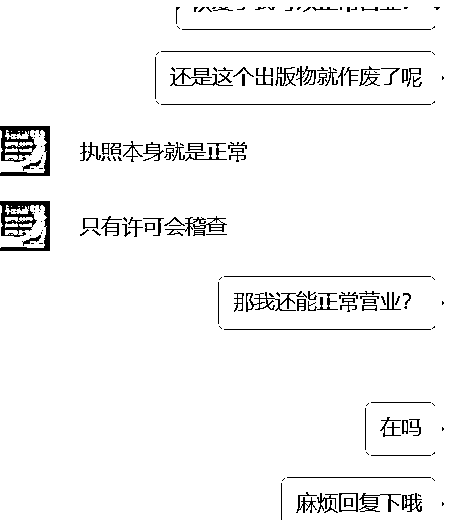 还是这个出版物就作废了呢
执照本身就是正常
只有许可会稽查
那我还能正常营业？
在吗
麻烦回复下哦